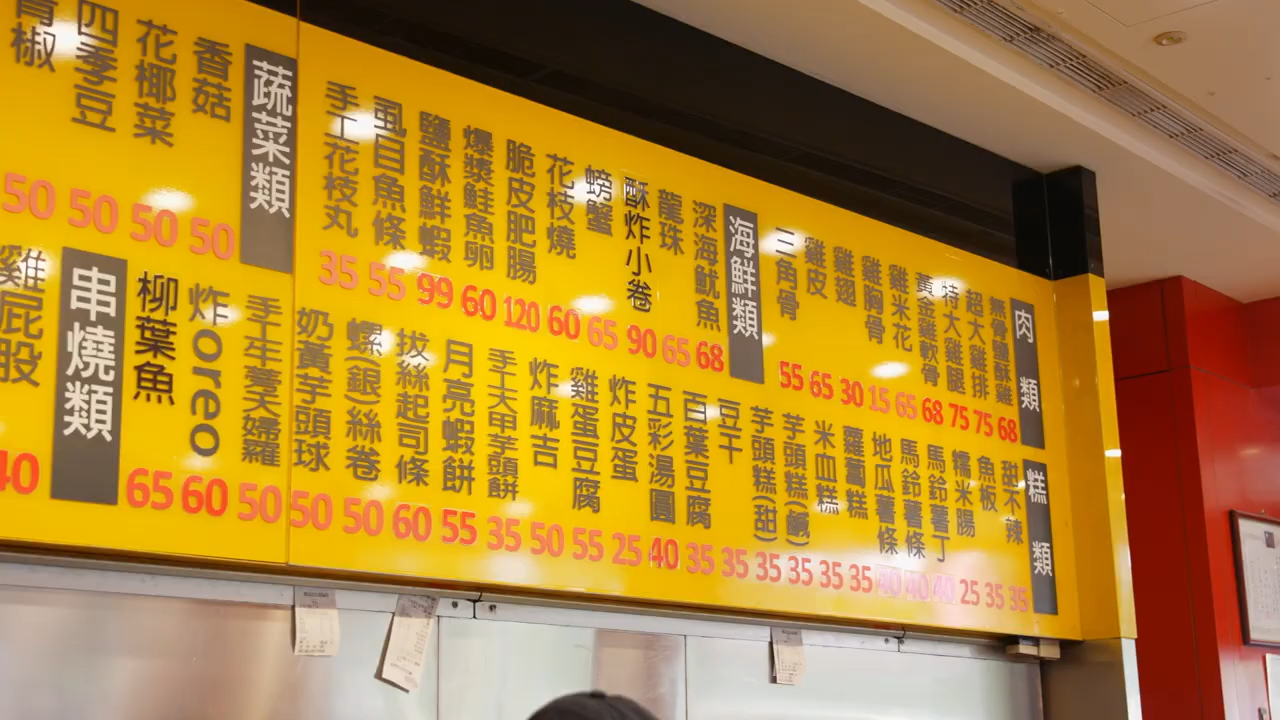 肉類
無骨鹽酥雞 68
超大雞排 75
特大雞腿 75
黃金雞軟骨 68
雞米花 65
雞胸骨 15
雞翅 30
雞皮 65
三角骨 55
海鮮類
深海魷魚 68
龍珠 65
酥炸小卷 90
螃蟹 65
花枝燒 60
脆皮肥腸 120
爆漿鮭魚卵 60
鹽酥鮮蝦 99
虱目魚條 55
手工花枝丸 35
蔬菜類
香菇 50
花椰菜 50
四季豆 50
青椒 50
糕類
甜不辣 35
魚板 35
糯米腸 25
馬鈴薯丁 40
馬鈴薯條 40
地瓜薯條 40
蘿蔔糕 35
米血糕 35
芋頭糕(鹹) 35
芋頭糕(甜) 35
豆干 35
百葉豆腐 35
五彩湯圓 40
炸皮蛋 25
雞蛋豆腐 55
炸麻吉 50
手工大甲芋頭餅 35
月亮蝦餅 55
拔絲起司條 60
螺(銀)絲卷 50
奶黃芋頭球 50
手工牛蒡天婦羅 50
炸oreo 60
柳葉魚 65
串燒類
雞屁股 40